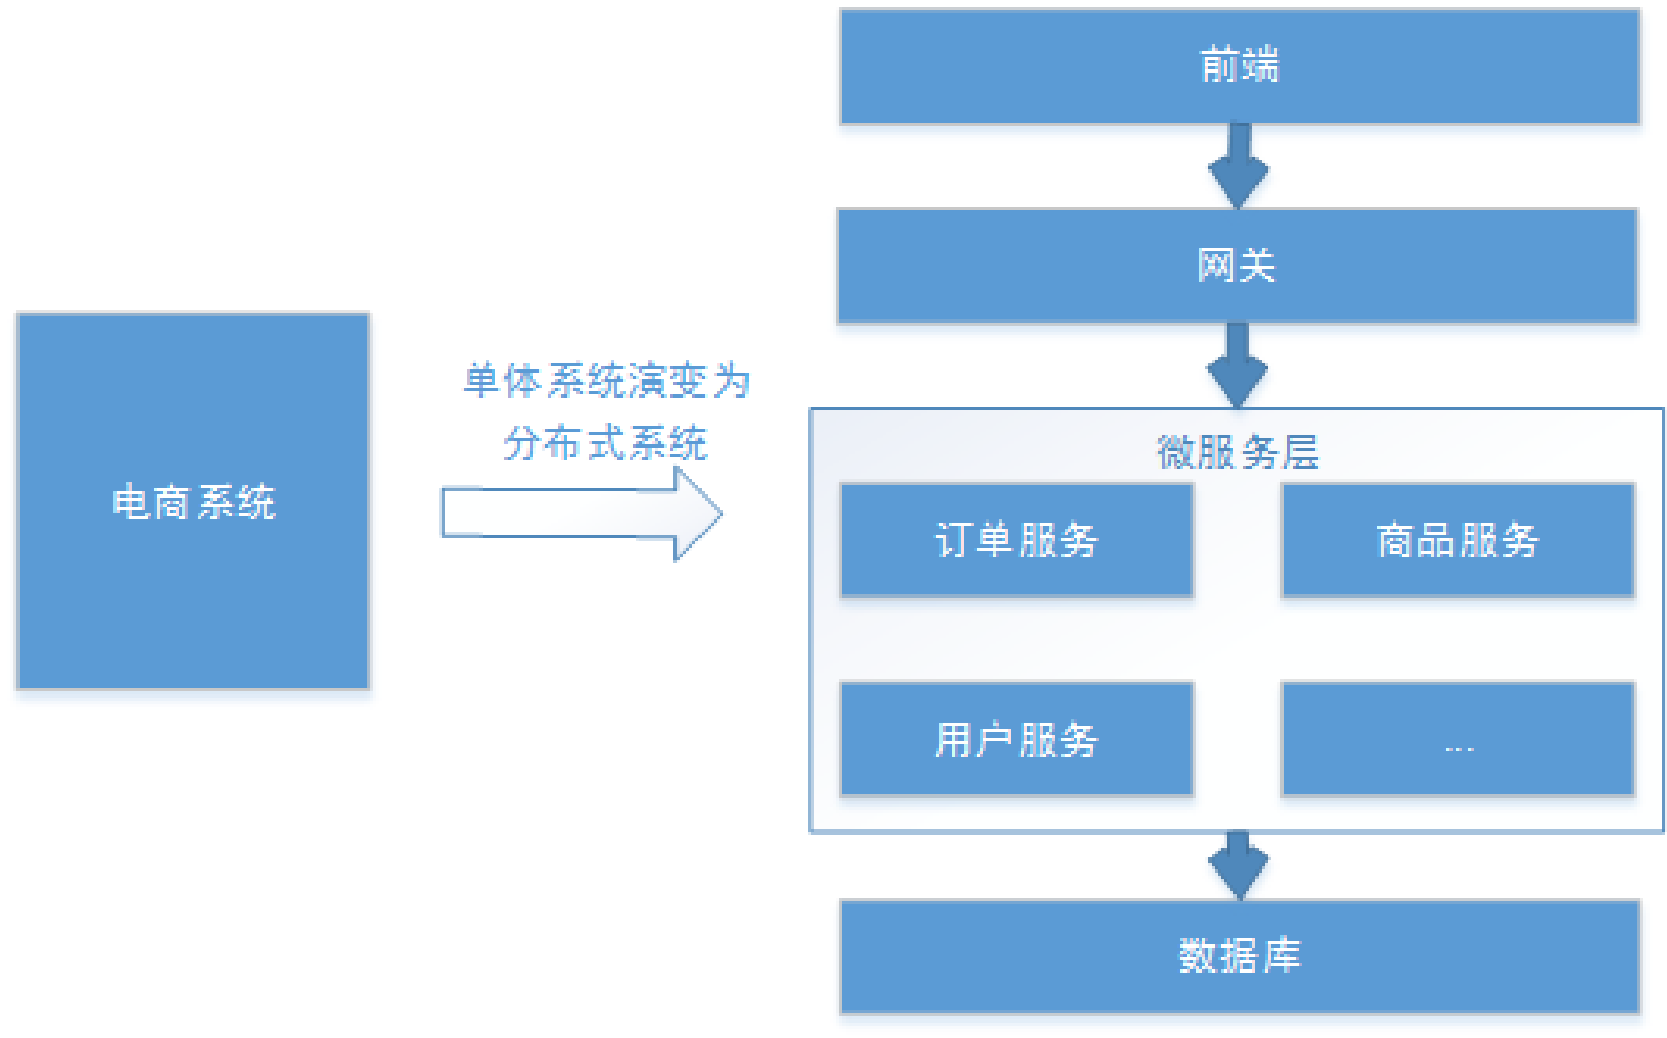 电商系统
单体系统演变为
分布式系统
前端
网关
微服务层
订单服务
商品服务
用户服务
...
数据库